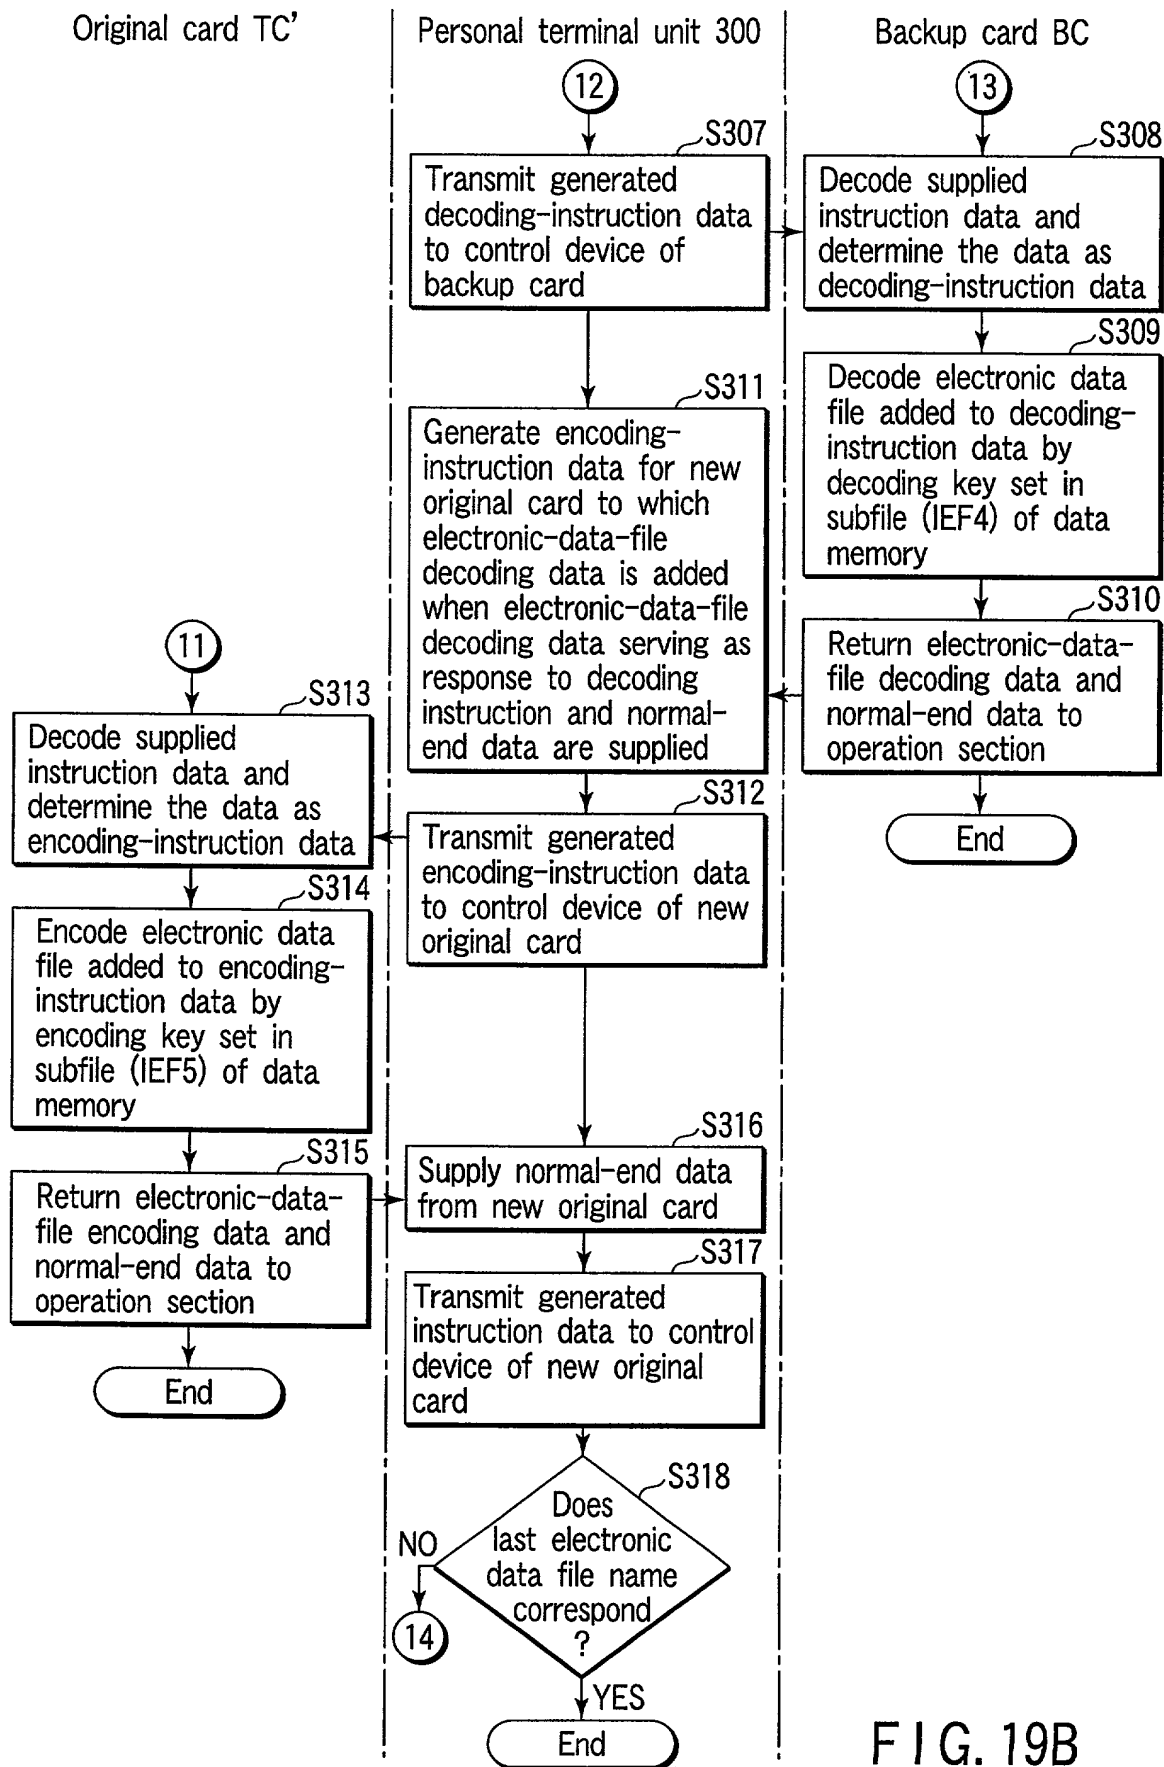 Original card TC’
Personal terminal unit 300
Backup card BC
12
13
S307
Transmit generated
decoding-instruction data
to control device of
backup card
S308
Decode supplied
instruction data and
determine the data as
decoding-instruction data
S309
Decode electronic data
file added to decoding-
instruction data by
decoding key set in
subfile (IEF4) of data
memory
S311
Generate encoding-
instruction data for new
original card to which
electronic-data-file
decoding data is added
when electronic-data-file
decoding data serving as
response to decoding
instruction and normal-
end data are supplied
S310
Return electronic-data-
file decoding data and
normal-end data to
operation section
End
11
S313
Decode supplied
instruction data and
determine the data as
encoding-instruction data
S312
Transmit generated
encoding-instruction data
to control device of new
original card
S314
Encode electronic data
file added to encoding-
instruction data by
encoding key set in
subfile (IEF5) of data
memory
S315
Return electronic-data-
file encoding data and
normal-end data to
operation section
End
S316
Supply normal-end data
from new original card
S317
Transmit generated
instruction data to control
device of new original
card
S318
Does
last electronic
data file name
correspond
?
NO
14
YES
End
FIG. 19B